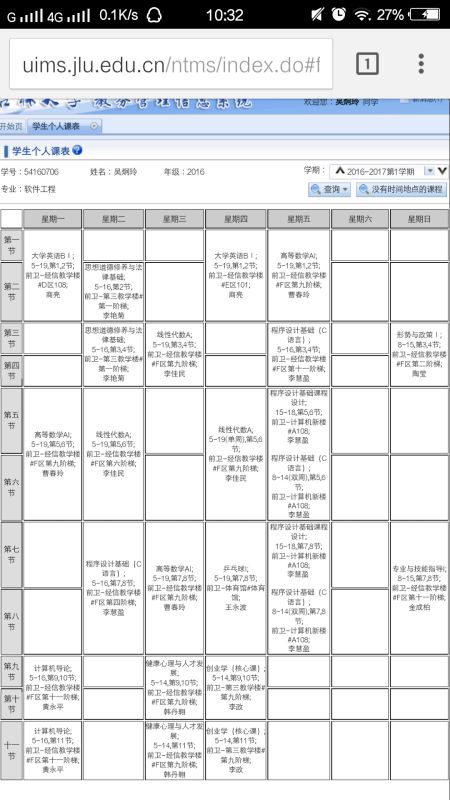 G 4G 0.1K/s 10:32 27%
uims.jlu.edu.cn/ntms/index.do#f 1
教务管理信息系统 欢迎您： 吴炳玲 同学
开始页 学生个人课表
学生个人课表
学号：54160706 姓名：吴炳玲 年级：2016 学期： 2016-2017第1学期
专业：软件工程 查询 没有时间地点的课程
星期一 星期二 星期三 星期四 星期五 星期六 星期日
第一节
第二节
大学英语BⅠ;
5-19,第1,2节;
前卫-经信教学楼
#D区108;
商亮
思想道德修养与法
律基础;
5-16,第2节;
前卫-第三教学楼#
第一阶梯;
李艳菊
大学英语BⅠ;
5-19,第1,2节;
前卫-经信教学楼
#E区101;
商亮
高等数学AI;
5-19,第1,2节;
前卫-经信教学楼
#F区第九阶梯;
曹春玲
第三节
第四节
思想道德修养与法
律基础;
5-16,第3,4节;
前卫-第三教学楼#
第一阶梯;
李艳菊
线性代数A;
5-19,第3,4节;
前卫-经信教学楼
#F区第九阶梯;
李佳民
程序设计基础（C
语言）;
5-16,第3,4节;
前卫-经信教学楼
#F区第十一阶梯;
李慧盈
形势与政策Ⅰ;
8-15,第3,4节;
前卫-经信教学楼
#F区第二阶梯;
陶莹
第五节
第六节
高等数学AI;
5-19,第5,6节;
前卫-经信教学楼
#F区第九阶梯;
曹春玲
线性代数A;
5-19,第5,6节;
前卫-经信教学楼
#F区第六阶梯;
李佳民
线性代数A;
5-19(单周),第5,6
节;
前卫-经信教学楼
#F区第九阶梯;
李佳民
程序设计基础课程
设计;
15-18,第5,6节;
前卫-计算机新楼
#A108;
李慧盈
程序设计基础（C
语言）;
8-14(双周),第5,6
节;
前卫-计算机新楼
#A108;
李慧盈
第七节
第八节
程序设计基础（C
语言）;
5-16,第7,8节;
前卫-经信教学楼
#F区第四阶梯;
李慧盈
高等数学AI;
5-19,第7,8节;
前卫-经信教学楼
#F区第九阶梯;
曹春玲
乒乓球I;
5-19,第7,8节;
前卫-体育馆#体育
馆;
王永波
程序设计基础课程
设计;
15-18,第7,8节;
前卫-计算机新楼
#A108;
李慧盈
程序设计基础（C
语言）;
8-14(双周),第7,8
节;
前卫-计算机新楼
#A108;
李慧盈
专业与技能指导I;
8-15,第7,8节;
前卫-经信教学楼
#F区第十一阶梯;
金成柏
第九节
第十节
计算机导论;
5-16,第9,10节;
前卫-经信教学楼
#F区第十一阶梯;
黄永平
健康心理与人才发
展;
5-14,第9,10节;
前卫-经信教学楼
#F区第九阶梯;
韩丹翱
创业学（核心课）;
5-14,第9,10节;
前卫-第三教学楼#
第九阶梯;
李政
十一节
计算机导论;
5-16,第11节;
前卫-经信教学楼
#F区第十一阶梯;
黄永平
健康心理与人才发
展;
5-14,第11节;
前卫-经信教学楼
#F区第九阶梯;
韩丹翱
创业学（核心课）;
5-14,第11节;
前卫-第三教学楼#
第九阶梯;
李政